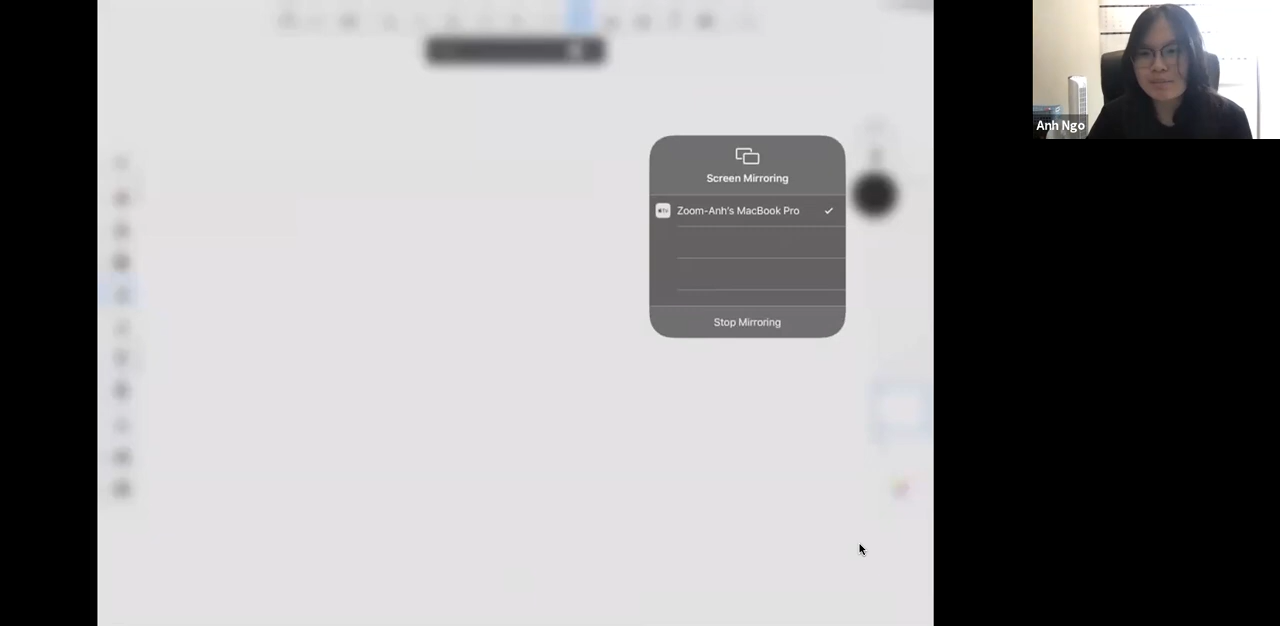 Screen Mirroring
Zoom-Anh's MacBook Pro
Stop Mirroring
Anh Ngo